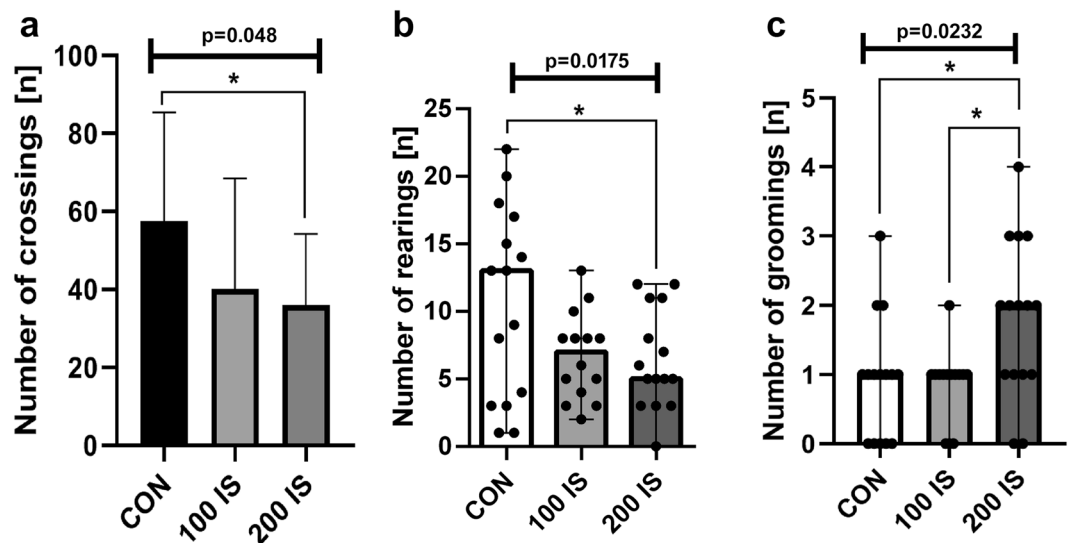 a
p=0.048
*
Number of crossings [n]
100
80
60
40
20
0
CON
100 IS
200 IS
b
p=0.0175
*
Number of rearings [n]
25
20
15
10
5
0
CON
100 IS
200 IS
c
p=0.0232
*
*
Number of groomings [n]
5
4
3
2
1
0
CON
100 IS
200 IS